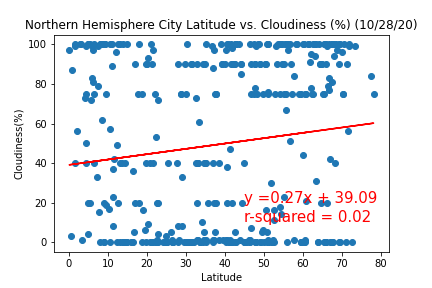 Northern Hemisphere City Latitude vs. Cloudiness (%) (10/28/20)
100
80
60
40
20
0
Cloudiness(%)
y =0.27x + 39.09
r-squared = 0.02
0 10 20 30 40 50 60 70 80
Latitude